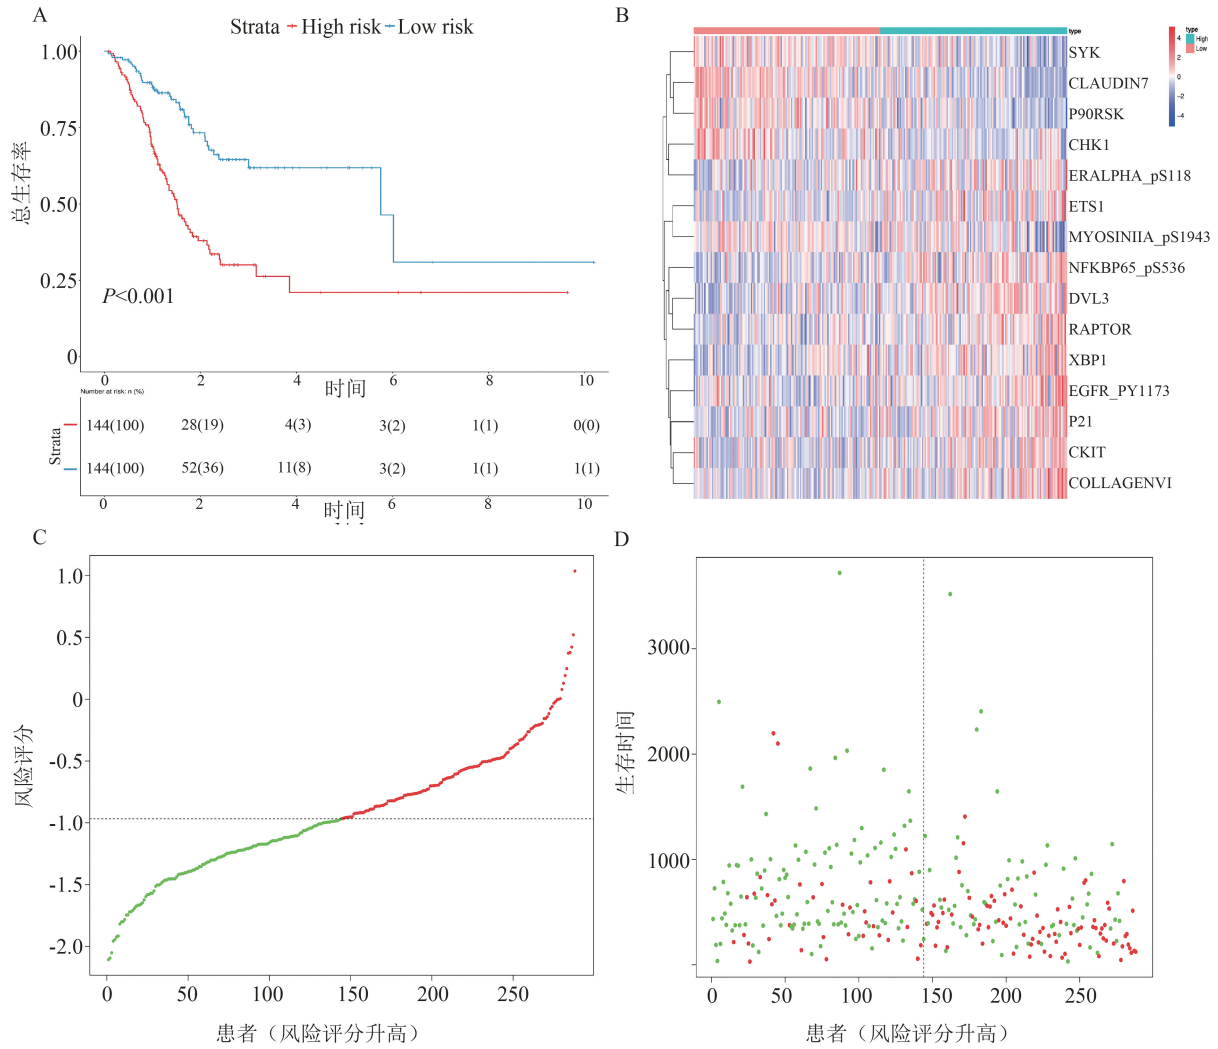 A
Strata High risk Low risk
1.00
0.75
0.50
0.25
0
总生存率
P<0.001
0 2 4 6 8 10
时间
Number at risk: n (%)
Strata
144(100) 28(19) 4(3) 3(2) 1(1) 0(0)
144(100) 52(36) 11(8) 3(2) 1(1) 1(1)
0 2 4 6 8 10
时间
B
type
SYK
CLAUDIN7
P90RSK
CHK1
ERALPHA_pS118
ETS1
MYOSINIIA_pS1943
NFKBP65_pS536
DVL3
RAPTOR
XBP1
EGFR_PY1173
P21
CKIT
COLLAGENVI
4
2
0
−2
−4
type
High
Low
C
1.0
0.5
0
-0.5
-1.0
-1.5
-2.0
风险评分
0 50 100 150 200 250
患者（风险评分升高）
D
3000
2000
1000
生存时间
0 50 100 150 200 250
患者（风险评分升高）